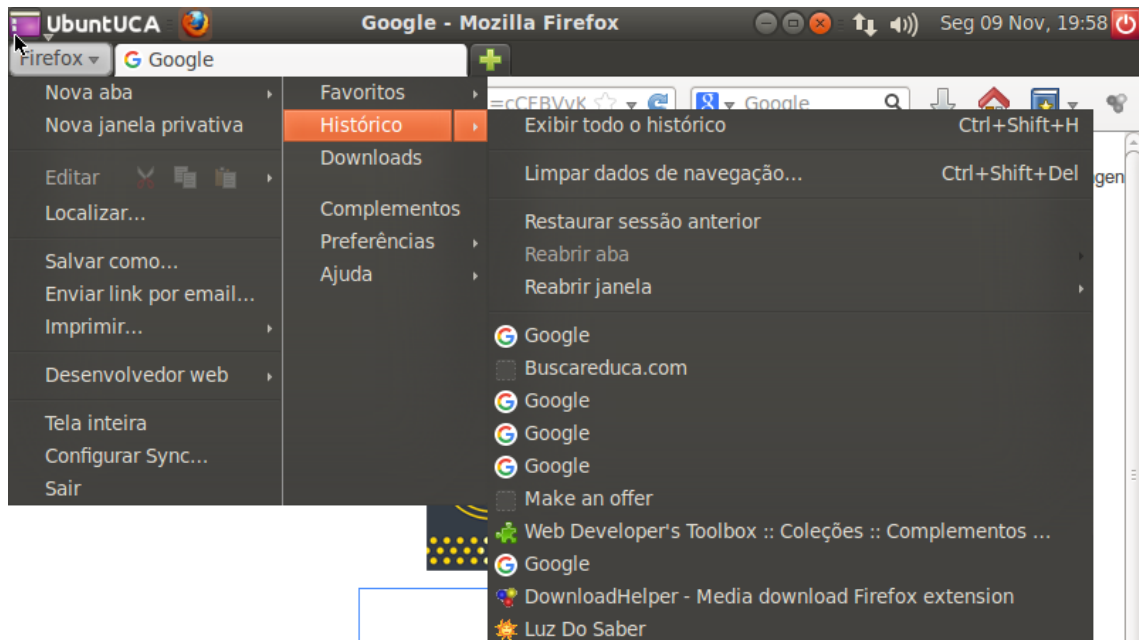 UbuntUCA
Google - Mozilla Firefox
Seg 09 Nov, 19:58
Firefox
Google
=cCFBVvK
Google
Nova aba
Nova janela privativa
Editar
Localizar...
Salvar como...
Enviar link por email...
Imprimir...
Desenvolvedor web
Tela inteira
Configurar Sync...
Sair
Favoritos
Histórico
Downloads
Complementos
Preferências
Ajuda
Exibir todo o histórico Ctrl+Shift+H
Limpar dados de navegação... Ctrl+Shift+Del
Restaurar sessão anterior
Reabrir aba
Reabrir janela
Google
Buscareduca.com
Google
Google
Google
Make an offer
Web Developer's Toolbox :: Coleções :: Complementos ...
Google
DownloadHelper - Media download Firefox extension
Luz Do Saber
gen